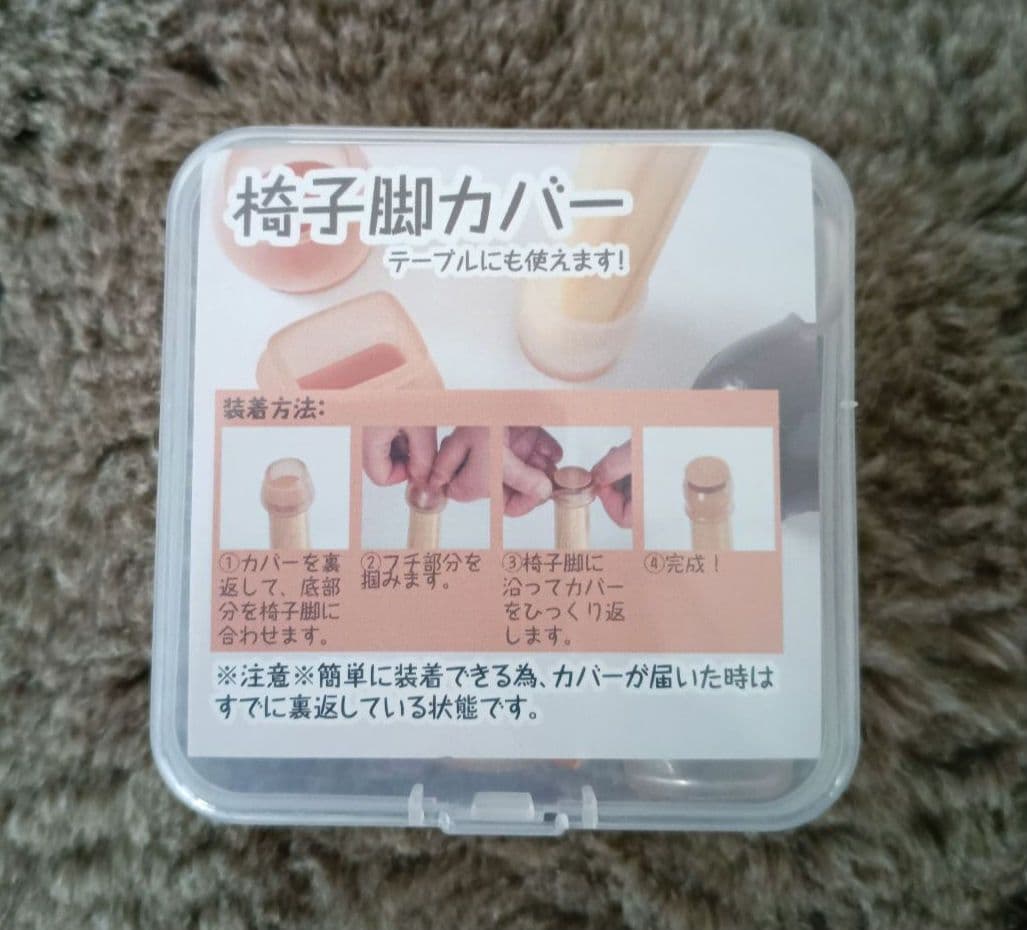 椅子脚カバー
テーブルにも使えます!
装着方法:
①カバーを裏
返して、底部
分を椅子脚に
合わせます。
②フチ部分を
掴みます。
③椅子脚に
沿ってカバー
をひっくり返
します。
④完成!
※注意※簡単に装着できる為、カバーが届いた時は
すでに裏返している状態です。